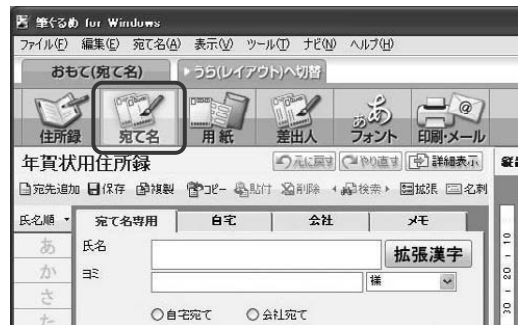 筆ぐるめ for Windows
ファイル(F) 編集(E) 宛て名(A) 表示(V) ツール(T) ナビ(N) ヘルプ(H)
おもて(宛て名) うら(レイアウト)へ切替
住所録 宛て名 用紙 差出人 フォント 印刷・メール
年賀状用住所録 元に戻す やり直す 詳細表示
宛先追加 保存 複製 コピー 貼付 削除 検索 拡張 名刺
氏名順 宛て名専用 自宅 会社 メモ
あ 氏名 拡張漢字
か ヨミ 様
さ
た 自宅宛て 会社宛て
10
20
30